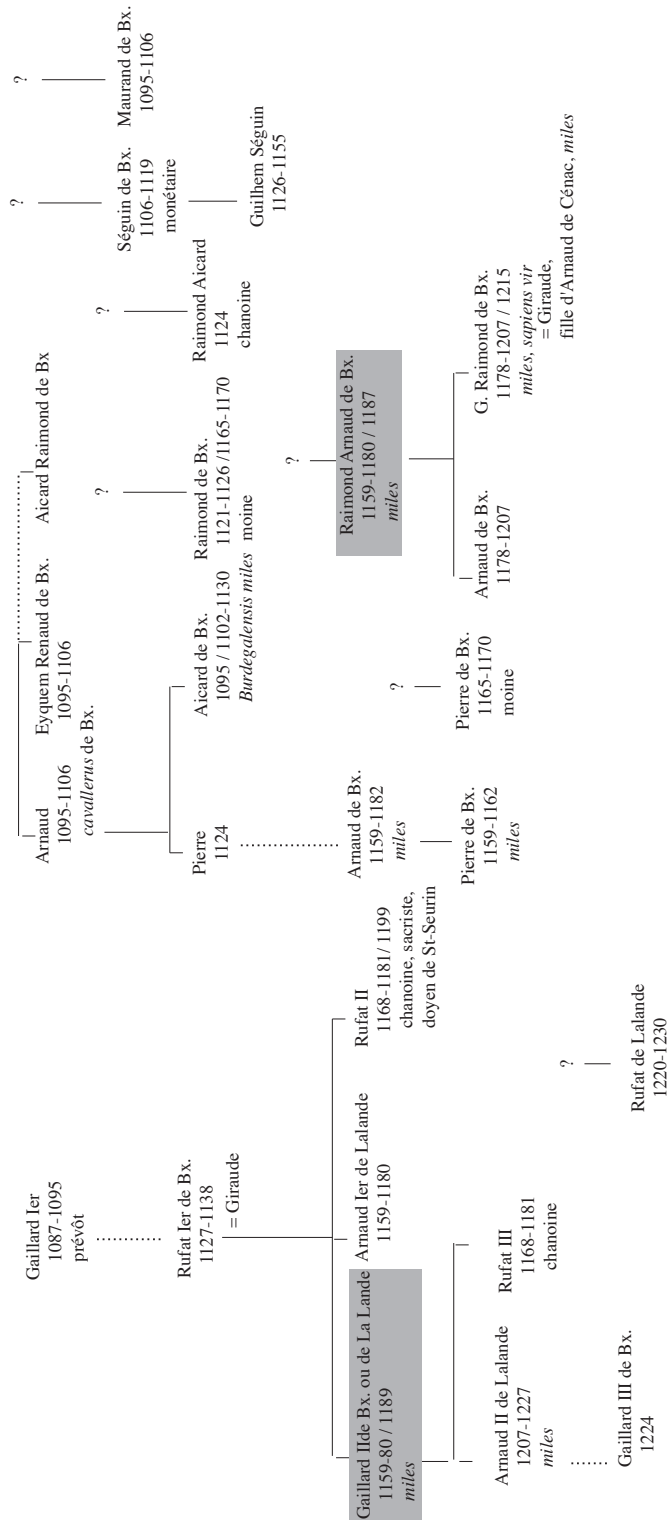 Gaillard Ier
1087-1095
prévôt
Rufat Ier de Bx.
1127-1138
= Giraude
Gaillard IIde Bx. ou de La Lande
1159-80 / 1189
miles
Arnaud Ier de Lalande
1159-1180
Rufat II
1168-1181/ 1199
chanoine, sacriste,
doyen de St-Seurin
Arnaud II de Lalande
1207-1227
miles
Rufat III
1168-1181
chanoine
Gaillard III de Bx.
1224
?
Rufat de Lalande
1220-1230
Arnaud
1095-1106
cavallerus de Bx.
Eyquem Renaud de Bx.
1095-1106
Aicard Raimond de Bx
?
Séguin de Bx.
1106-1119
monétaire
?
Maurand de Bx.
1095-1106
Pierre
1124
Aicard de Bx.
1095 / 1102-1130
Burdegalensis miles
?
Raimond de Bx.
1121-1126 /1165-1170
moine
?
Raimond Aicard
1124
chanoine
Guilhem Séguin
1126-1155
Arnaud de Bx.
1159-1182
miles
?
Raimond Arnaud de Bx.
1159-1180 / 1187
miles
Pierre de Bx.
1159-1162
miles
?
Pierre de Bx.
1165-1170
moine
Arnaud de Bx.
1178-1207
G. Raimond de Bx.
1178-1207 / 1215
miles, sapiens vir
= Giraude,
fille d'Arnaud de Cénac, miles